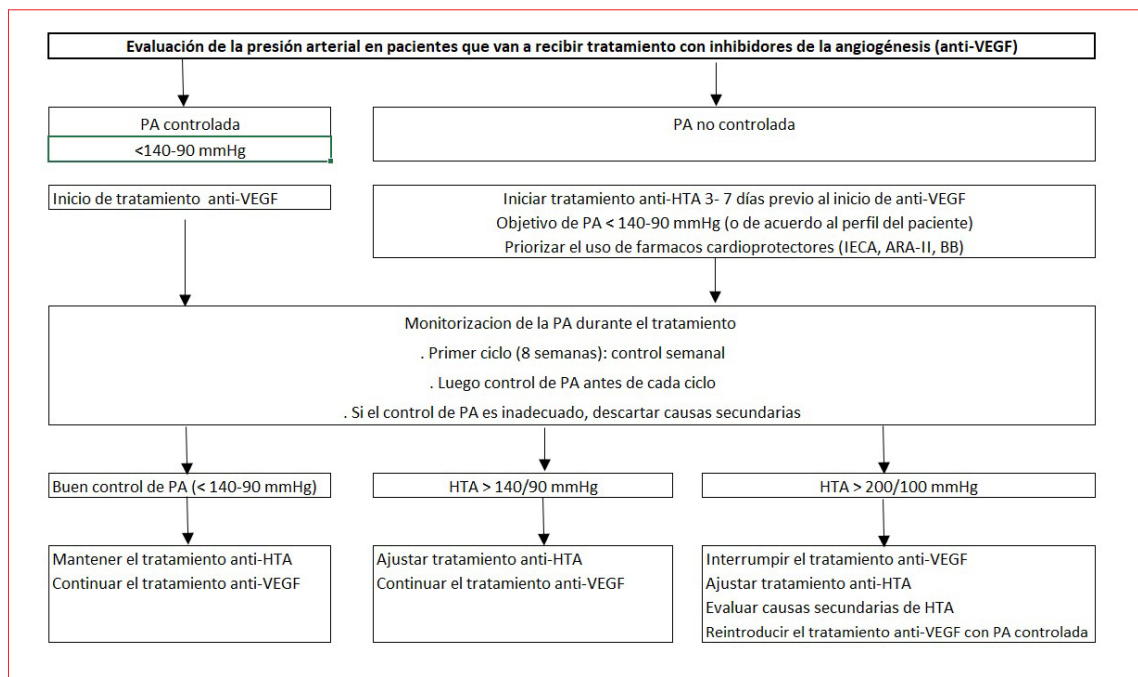 Evaluación de la presión arterial en pacientes que van a recibir tratamiento con inhibidores de la angiogénesis (anti-VEGF)
PA controlada
<140-90 mmHg
PA no controlada
Inicio de tratamiento anti-VEGF
Iniciar tratamiento anti-HTA 3- 7 días previo al inicio de anti-VEGF
Objetivo de PA < 140-90 mmHg (o de acuerdo al perfil del paciente)
Priorizar el uso de farmacos cardioprotectores (IECA, ARA-II, BB)
Monitorizacion de la PA durante el tratamiento
. Primer ciclo (8 semanas): control semanal
. Luego control de PA antes de cada ciclo
. Si el control de PA es inadecuado, descartar causas secundarias
Buen control de PA (< 140-90 mmHg)
HTA > 140/90 mmHg
HTA > 200/100 mmHg
Mantener el tratamiento anti-HTA
Continuar el tratamiento anti-VEGF
Ajustar tratamiento anti-HTA
Continuar el tratamiento anti-VEGF
Interrumpir el tratamiento anti-VEGF
Ajustar tratamiento anti-HTA
Evaluar causas secundarias de HTA
Reintroducir el tratamiento anti-VEGF con PA controlada